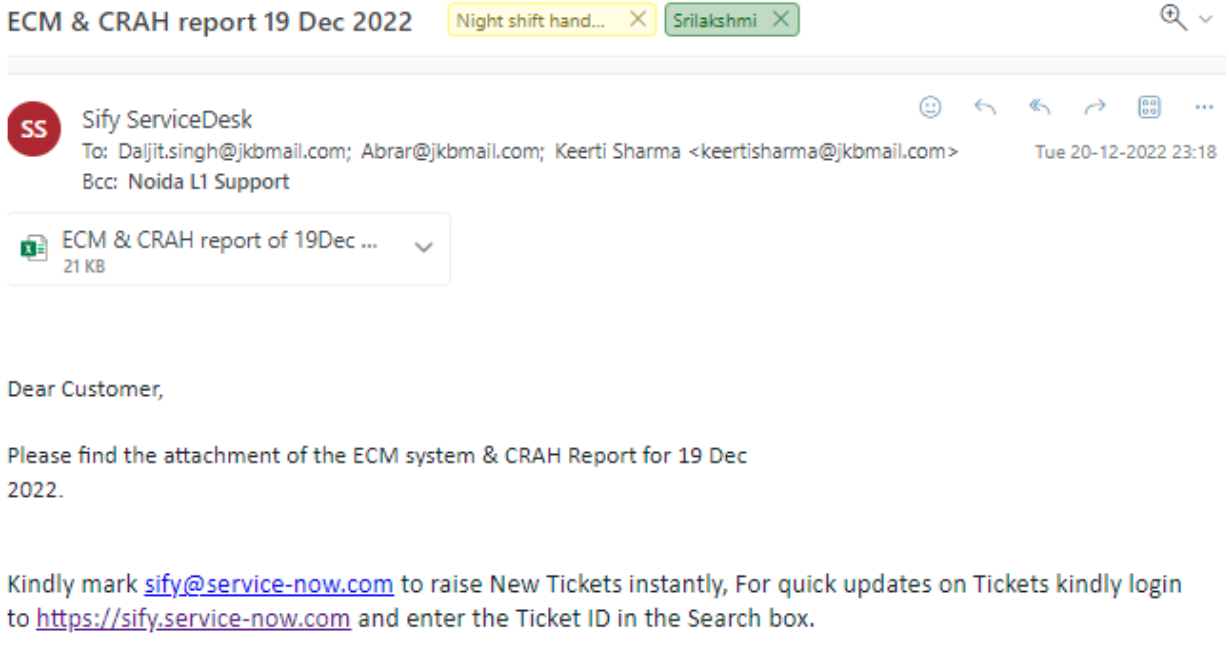 ECM & CRAH report 19 Dec 2022 Night shift hand... Srilakshmi
SS Sify ServiceDesk
To: Daljit.singh@jkbmail.com; Abrar@jkbmail.com; Keerti Sharma <keertisharma@jkbmail.com> Tue 20-12-2022 23:18
Bcc: Noida L1 Support
ECM & CRAH report of 19Dec ...
21 KB
Dear Customer,
Please find the attachment of the ECM system & CRAH Report for 19 Dec
2022.
Kindly mark sify@service-now.com to raise New Tickets instantly, For quick updates on Tickets kindly login
to https://sify.service-now.com and enter the Ticket ID in the Search box.